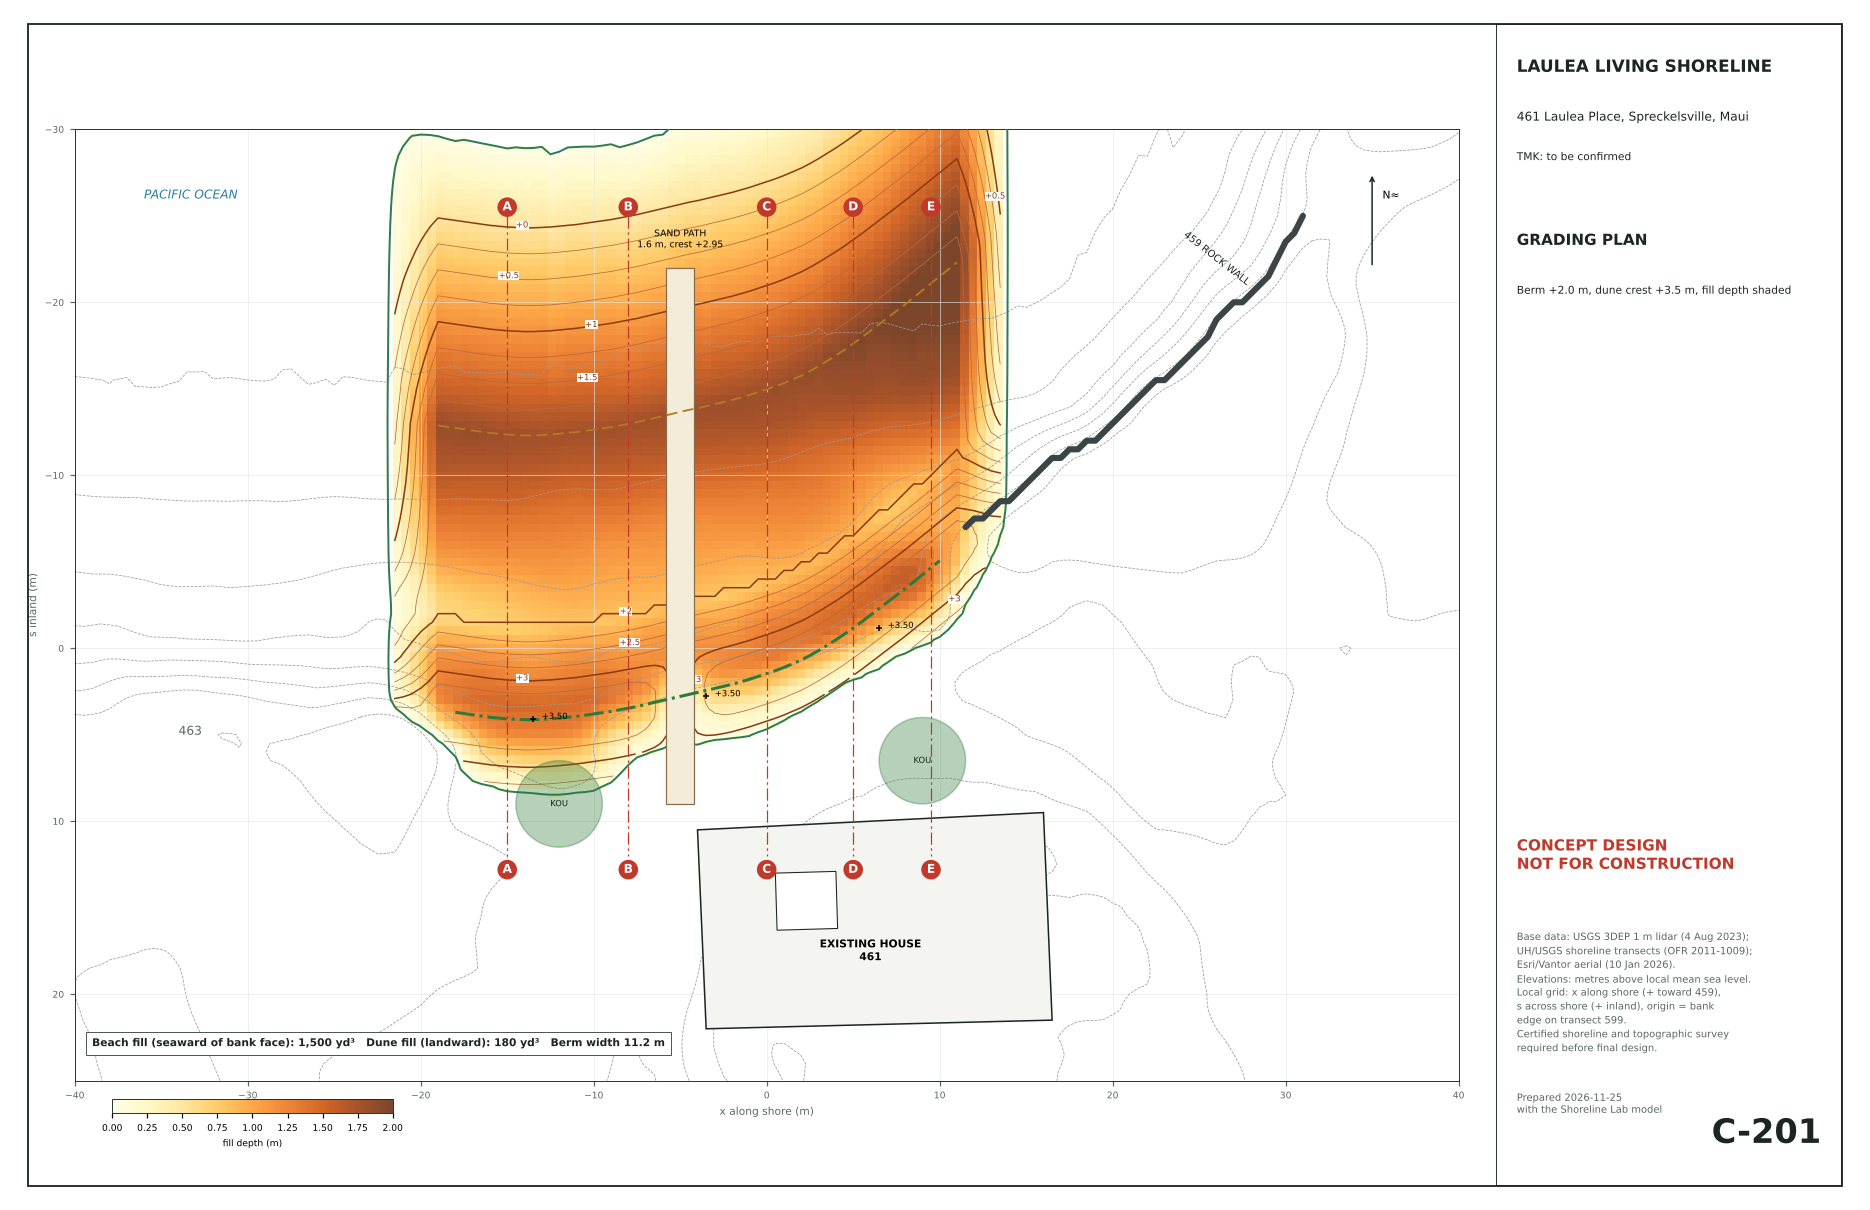 LAULEA LIVING SHORELINE
461 Laulea Place, Spreckelsville, Maui
TMK: to be confirmed
GRADING PLAN
Berm +2.0 m, dune crest +3.5 m, fill depth shaded
CONCEPT DESIGN
NOT FOR CONSTRUCTION
Base data: USGS 3DEP 1 m lidar (4 Aug 2023);
UH/USGS shoreline transects (OFR 2011-1009);
Esri/Vantor aerial (10 Jan 2026).
Elevations: metres above local mean sea level.
Local grid: x along shore (+ toward 459),
s across shore (+ inland), origin = bank
edge on transect 599.
Certified shoreline and topographic survey
required before final design.
Prepared 2026-11-25
with the Shoreline Lab model
C-201
PACIFIC OCEAN
A
B
C
D
E
N≈
459 ROCK WALL
SAND PATH
1.6 m, crest +2.95
+0
+0.5
+0.5
+1
+1.5
+2
+2.5
+3
+3
3
+3.50
+3.50
+3.50
463
KOU
KOU
A
B
C
D
E
EXISTING HOUSE
461
Beach fill (seaward of bank face): 1,500 yd³ Dune fill (landward): 180 yd³ Berm width 11.2 m
−30
−20
−10
0
10
20
s inland (m)
−40
−30
−20
−10
0
10
20
30
40
x along shore (m)
0.00 0.25 0.50 0.75 1.00 1.25 1.50 1.75 2.00
fill depth (m)